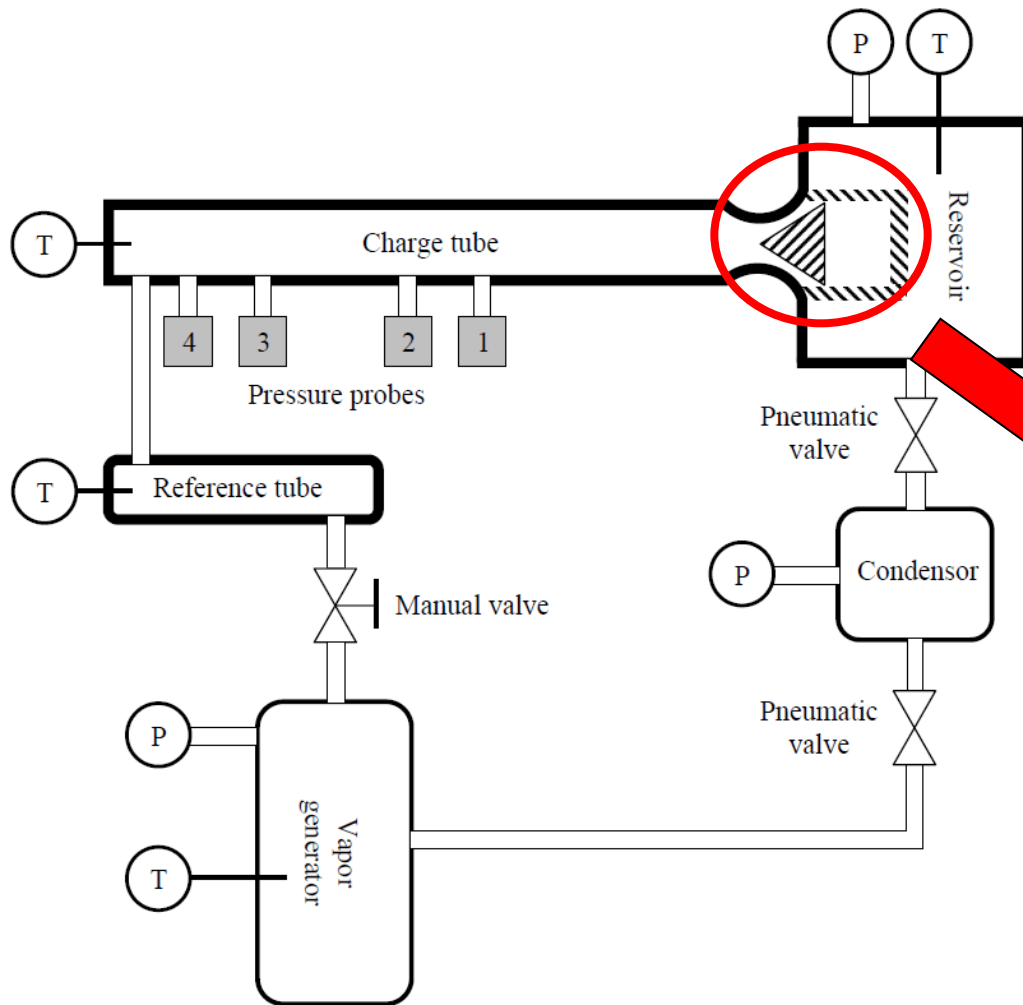 P
T
Reservoir
T
Charge tube
4
3
2
1
Pressure probes
Pneumatic
valve
T
Reference tube
P
Condensor
Manual valve
P
Pneumatic
valve
Vapor
generator
T